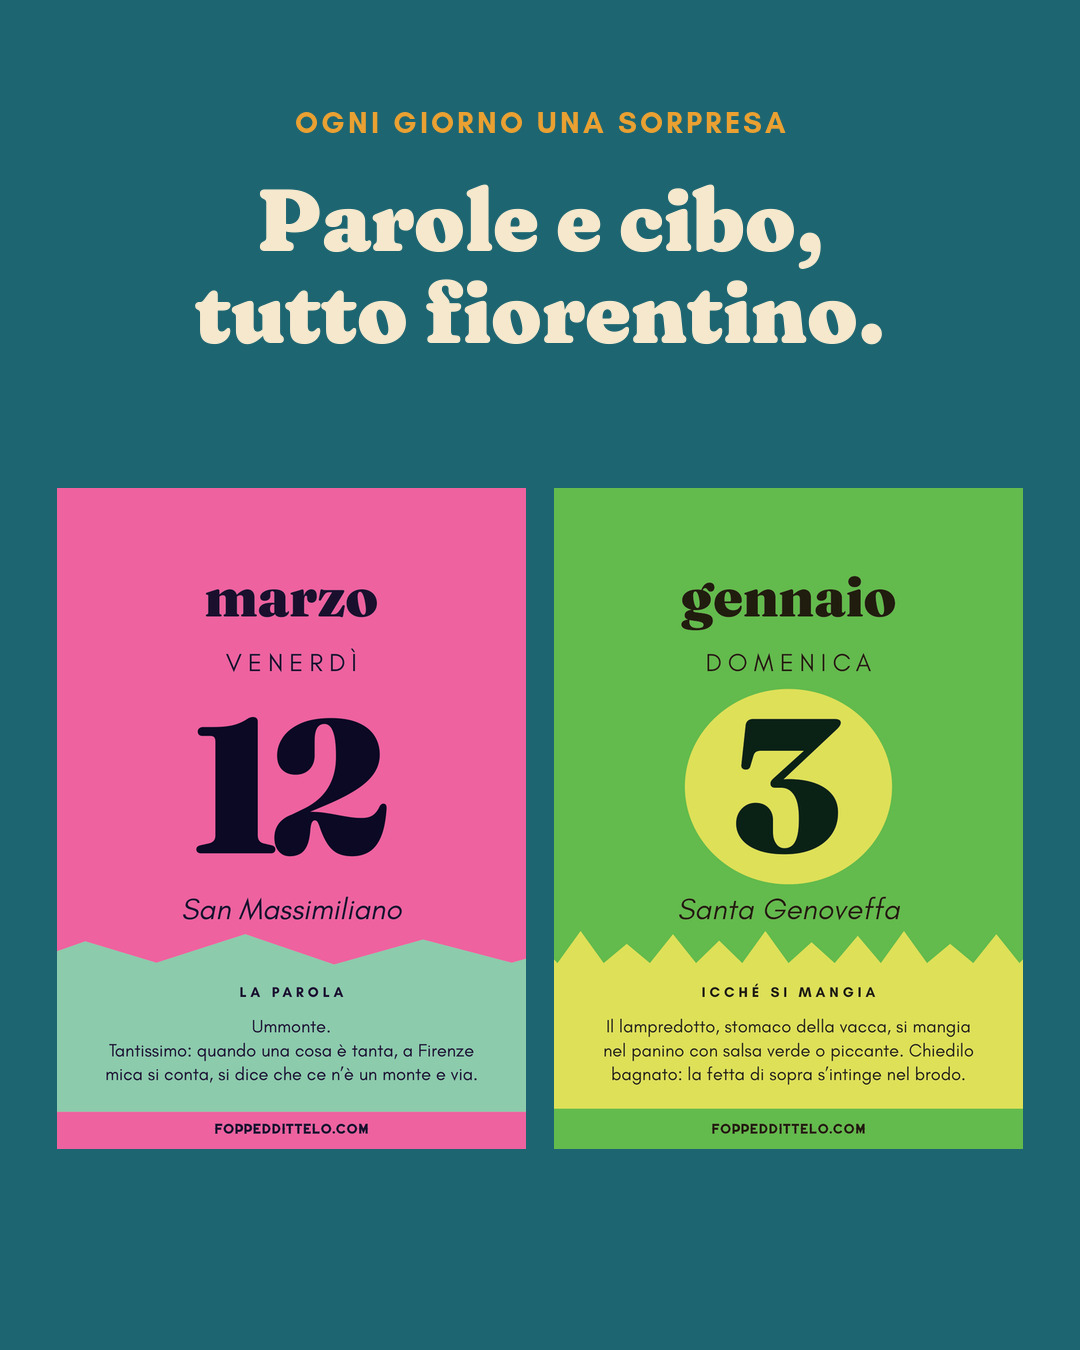 OGNI GIORNO UNA SORPRESA
Parole e cibo,
tutto fiorentino.
marzo
VENERDÌ
12
San Massimiliano
LA PAROLA
Ummonte.
Tantissimo: quando una cosa è tanta, a Firenze
mica si conta, si dice che ce n'è un monte e via.
FOPPEDDITTELO.COM
gennaio
DOMENICA
3
Santa Genoveffa
ICCHÉ SI MANGIA
Il lampredotto, stomaco della vacca, si mangia
nel panino con salsa verde o piccante. Chiedilo
bagnato: la fetta di sopra s'intinge nel brodo.
FOPPEDDITTELO.COM